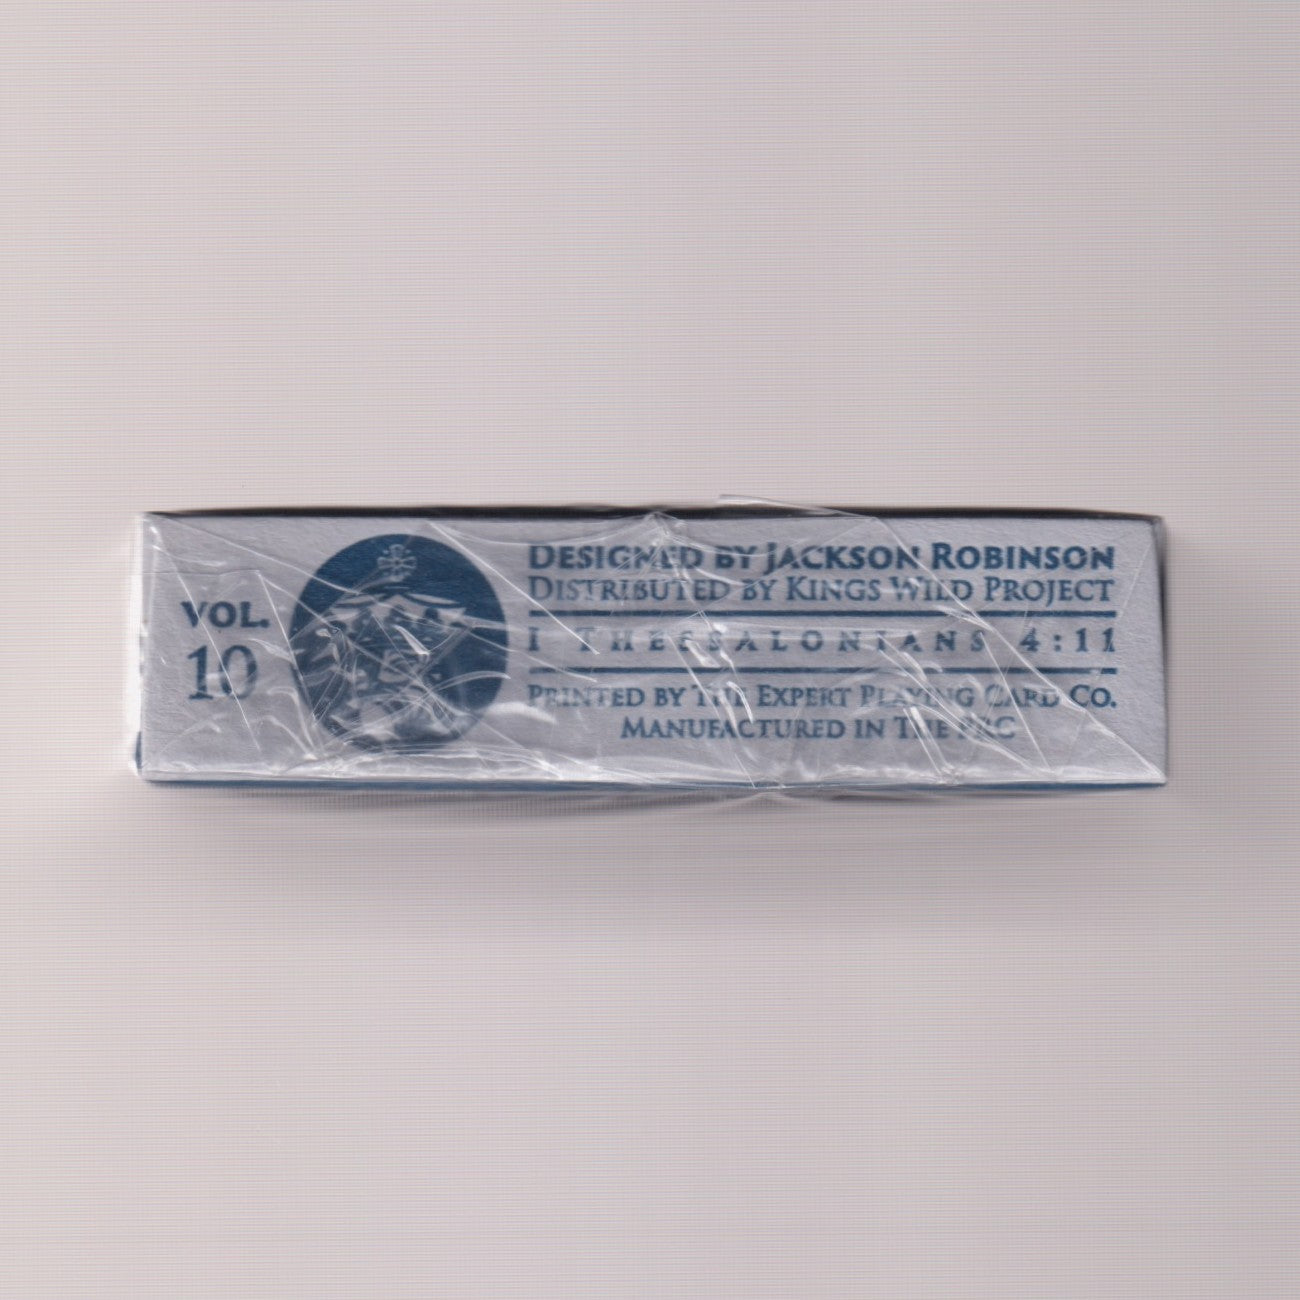 VOL.
10
DESIGNED BY JACKSON ROBINSON
DISTRIBUTED BY KINGS WILD PROJECT
I THESSALONIANS 4:11
PRINTED BY THE EXPERT PLAYING CARD CO.
MANUFACTURED IN THE PRC